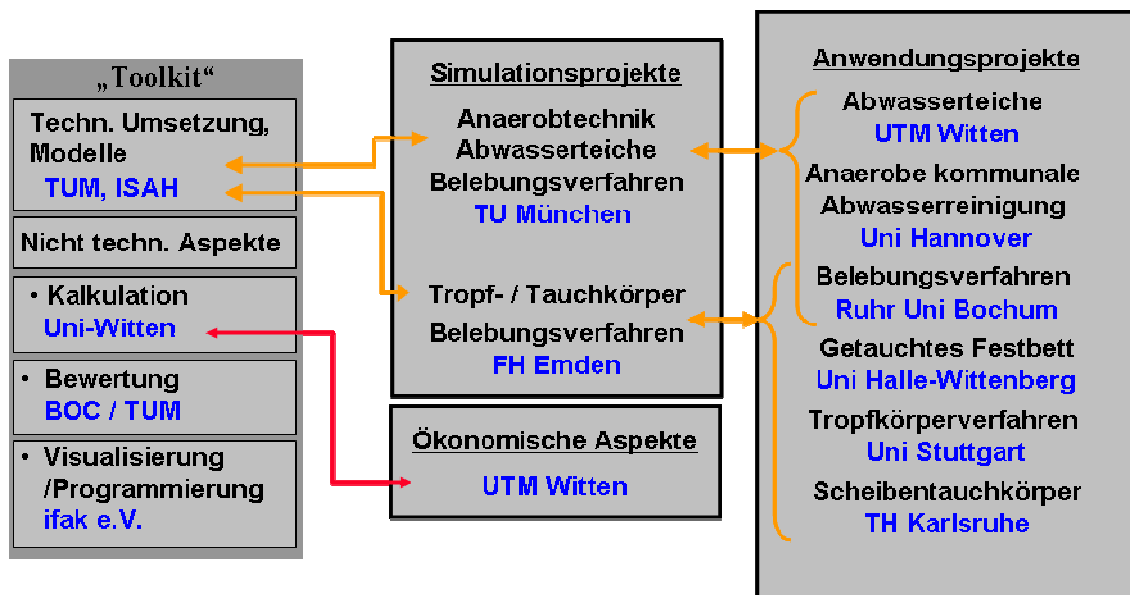 „Toolkit“
Techn. Umsetzung,
Modelle
TUM, ISAH
Nicht techn. Aspekte
• Kalkulation
Uni-Witten
• Bewertung
BOC / TUM
• Visualisierung
/Programmierung
ifak e.V.
Simulationsprojekte
Anaerobtechnik
Abwasserteiche
Belebungsverfahren
TU München
Tropf- / Tauchkörper
Belebungsverfahren
FH Emden
Ökonomische Aspekte
UTM Witten
Anwendungsprojekte
Abwasserteiche
UTM Witten
Anaerobe kommunale
Abwasserreinigung
Uni Hannover
Belebungsverfahren
Ruhr Uni Bochum
Getauchtes Festbett
Uni Halle-Wittenberg
Tropfkörperverfahren
Uni Stuttgart
Scheibentauchkörper
TH Karlsruhe